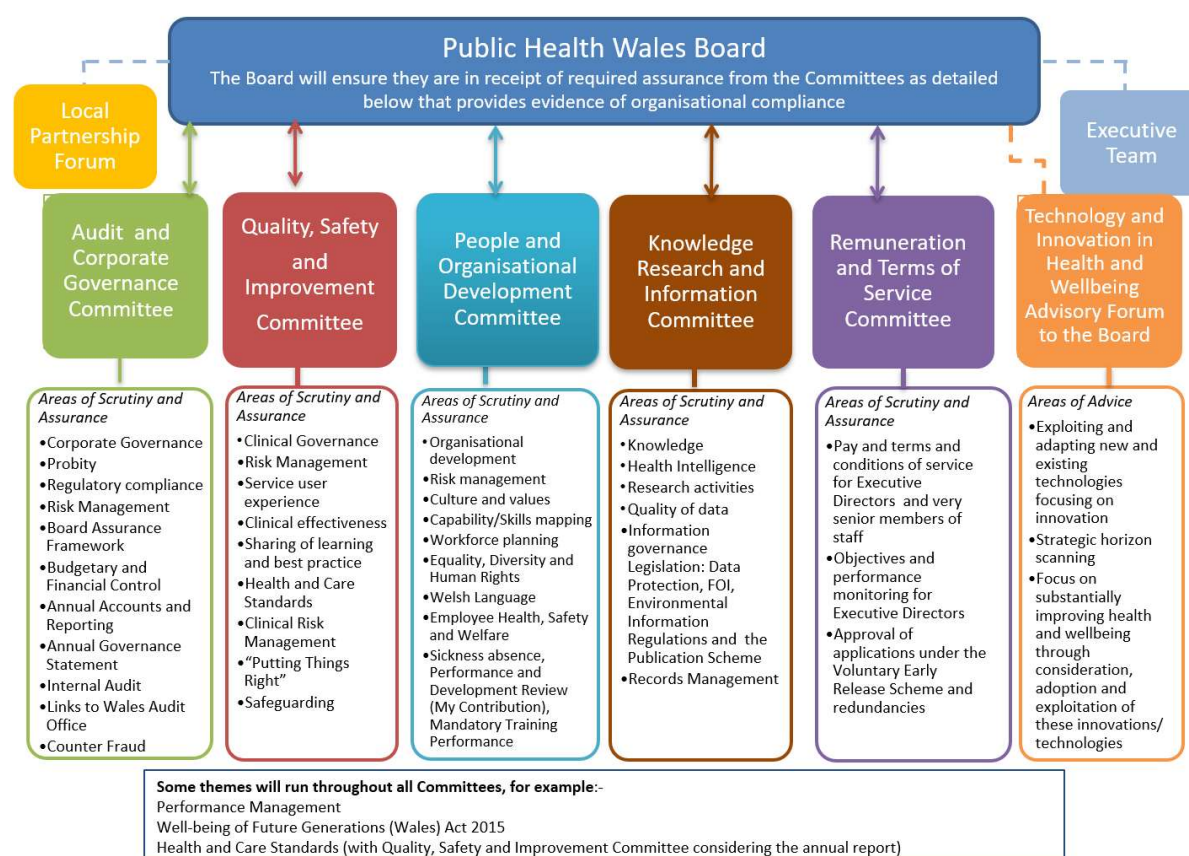 Public Health Wales Board
The Board will ensure they are in receipt of required assurance from the Committees as detailed
below that provides evidence of organisational compliance
Local
Partnership
Forum
Executive
Team
Audit and
Corporate
Governance
Committee
Quality, Safety
and
Improvement
Committee
People and
Organisational
Development
Committee
Knowledge
Research and
Information
Committee
Remuneration
and Terms of
Service
Committee
Technology and
Innovation in
Health and
Wellbeing
Advisory Forum
to the Board
Areas of Scrutiny and
Assurance
•Corporate Governance
•Probity
•Regulatory compliance
•Risk Management
•Board Assurance
Framework
•Budgetary and
Financial Control
•Annual Accounts and
Reporting
•Annual Governance
Statement
•Internal Audit
•Links to Wales Audit
Office
•Counter Fraud
Areas of Scrutiny and
Assurance
•Clinical Governance
•Risk Management
•Service user
experience
•Clinical effectiveness
•Sharing of learning
and best practice
•Health and Care
Standards
•Clinical Risk
Management
•“Putting Things
Right”
•Safeguarding
Areas of Scrutiny and
Assurance
•Organisational
development
•Risk management
•Culture and values
•Capability/Skills mapping
•Workforce planning
•Equality, Diversity and
Human Rights
•Welsh Language
•Employee Health, Safety
and Welfare
•Sickness absence,
Performance and
Development Review
(My Contribution),
Mandatory Training
Performance
Areas of Scrutiny and
Assurance
•Knowledge
•Health Intelligence
•Research activities
•Quality of data
•Information
governance
Legislation: Data
Protection, FOI,
Environmental
Information
Regulations and the
Publication Scheme
•Records Management
Areas of Scrutiny and
Assurance
•Pay and terms and
conditions of service
for Executive
Directors and very
senior members of
staff
•Objectives and
performance
monitoring for
Executive Directors
•Approval of
applications under the
Voluntary Early
Release Scheme and
redundancies
Areas of Advice
•Exploiting and
adapting new and
existing
technologies
focusing on
innovation
•Strategic horizon
scanning
•Focus on
substantially
improving health
and wellbeing
through
consideration,
adoption and
exploitation of
these innovations/
technologies
Some themes will run throughout all Committees, for example:-
Performance Management
Well-being of Future Generations (Wales) Act 2015
Health and Care Standards (with Quality, Safety and Improvement Committee considering the annual report)